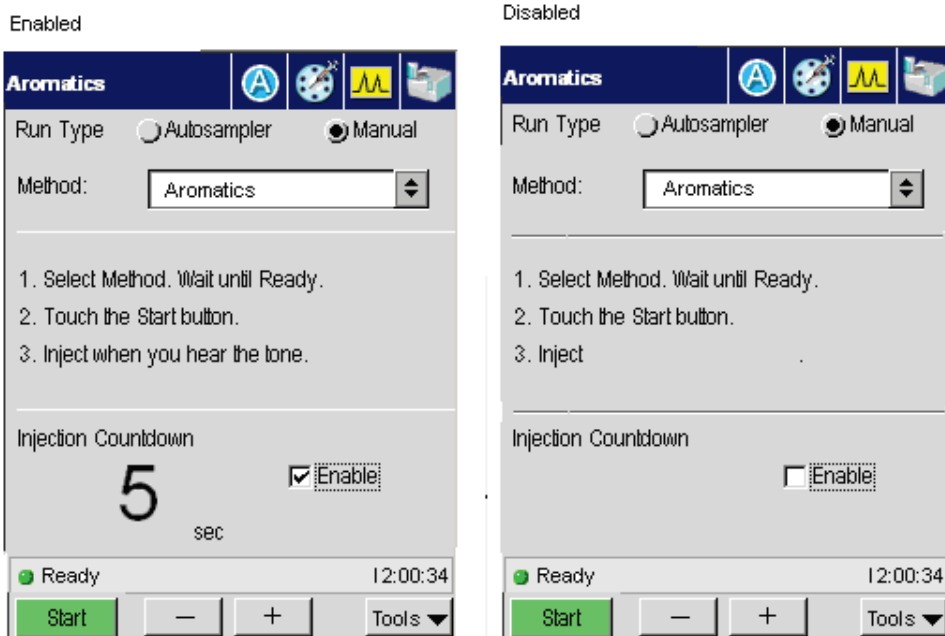 Enabled
Aromatics
A
Run Type Autosampler Manual
Method: Aromatics
1. Select Method. Wait until Ready.
2. Touch the Start button.
3. Inject when you hear the tone.
Injection Countdown
5 sec
Enable
Ready 12:00:34
Start − + Tools
Disabled
Aromatics
A
Run Type Autosampler Manual
Method: Aromatics
1. Select Method. Wait until Ready.
2. Touch the Start button.
3. Inject .
Injection Countdown
Enable
Ready 12:00:34
Start − + Tools